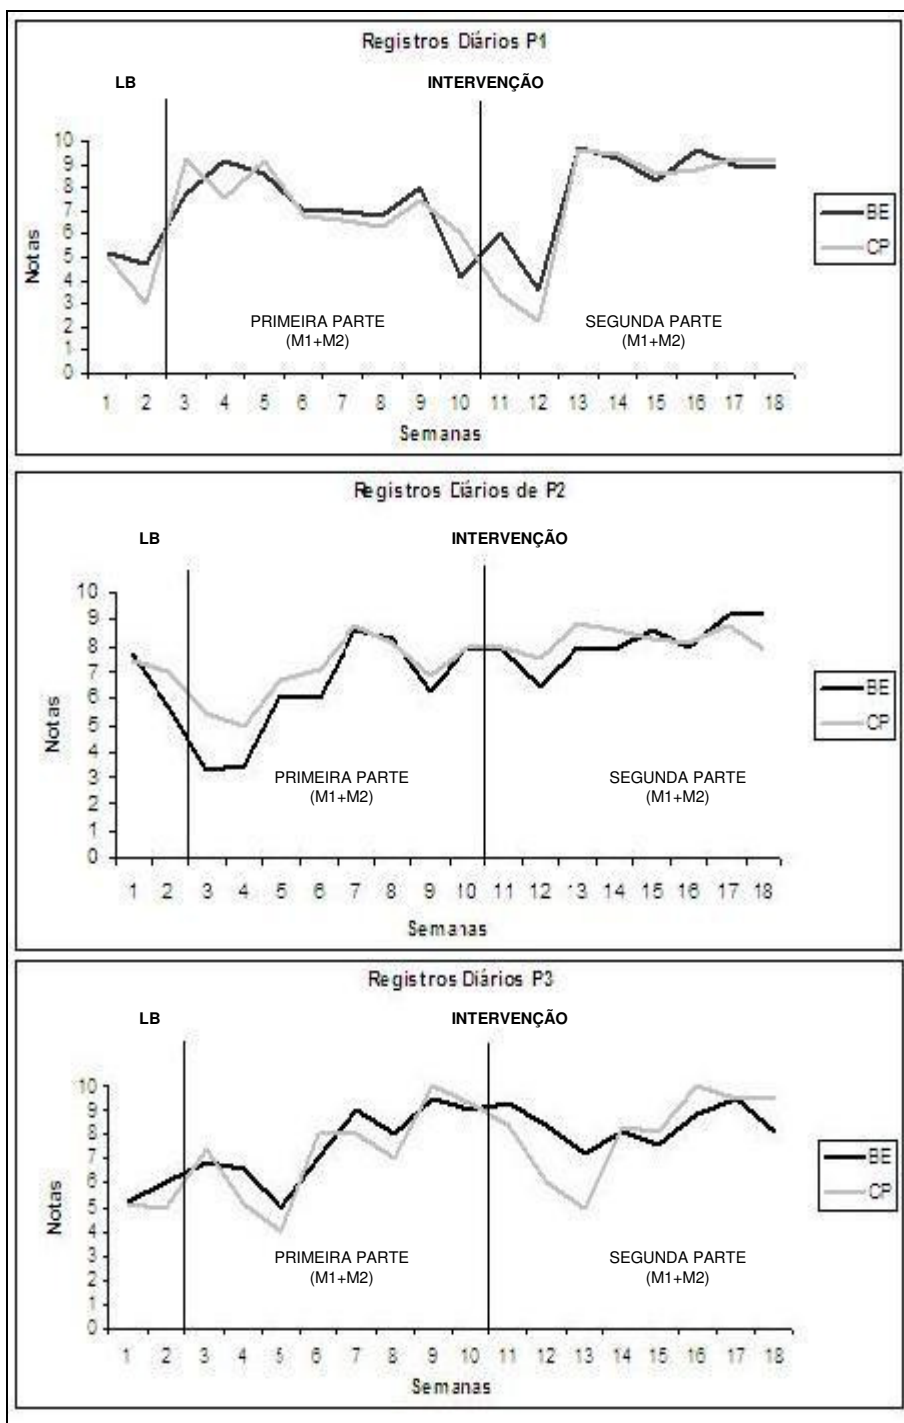 Registros Diários P1
LB INTERVENÇÃO
10
9
8
7
6
5
4
3
2
1
0
Notas
BE
CP
PRIMEIRA PARTE SEGUNDA PARTE
(M1+M2) (M1+M2)
1 2 3 4 5 6 7 8 9 10 11 12 13 14 15 16 17 18
Semanas
Registros Diários de P2
LB INTERVENÇÃO
10
9
8
7
6
5
4
3
2
1
0
Notas
BE
CP
PRIMEIRA PARTE SEGUNDA PARTE
(M1+M2) (M1+M2)
1 2 3 4 5 6 7 8 9 10 11 12 13 14 15 16 17 18
Semanas
Registros Diários P3
LB INTERVENÇÃO
10
9
8
7
6
5
4
3
2
1
0
Notas
BE
CP
PRIMEIRA PARTE SEGUNDA PARTE
(M1+M2) (M1+M2)
1 2 3 4 5 6 7 8 9 10 11 12 13 14 15 16 17 18
Semanas